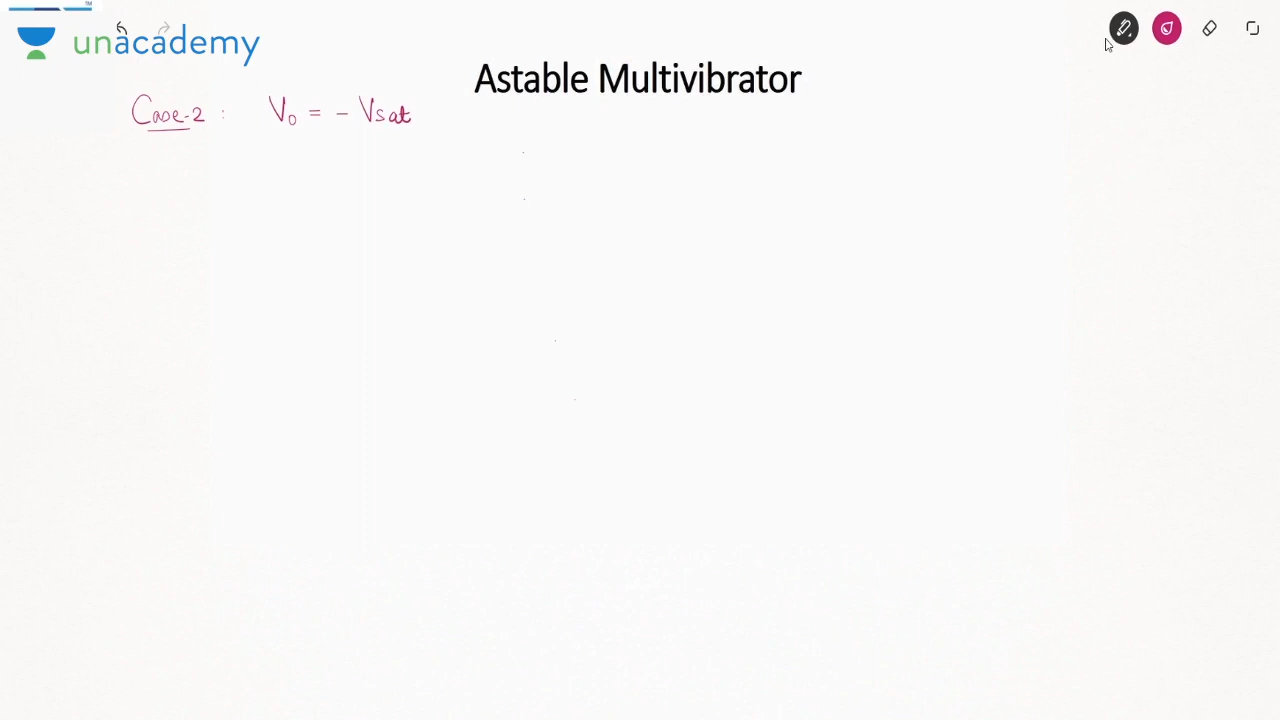 unacademy
Astable Multivibrator
Case-2 : V₀ = - Vsat